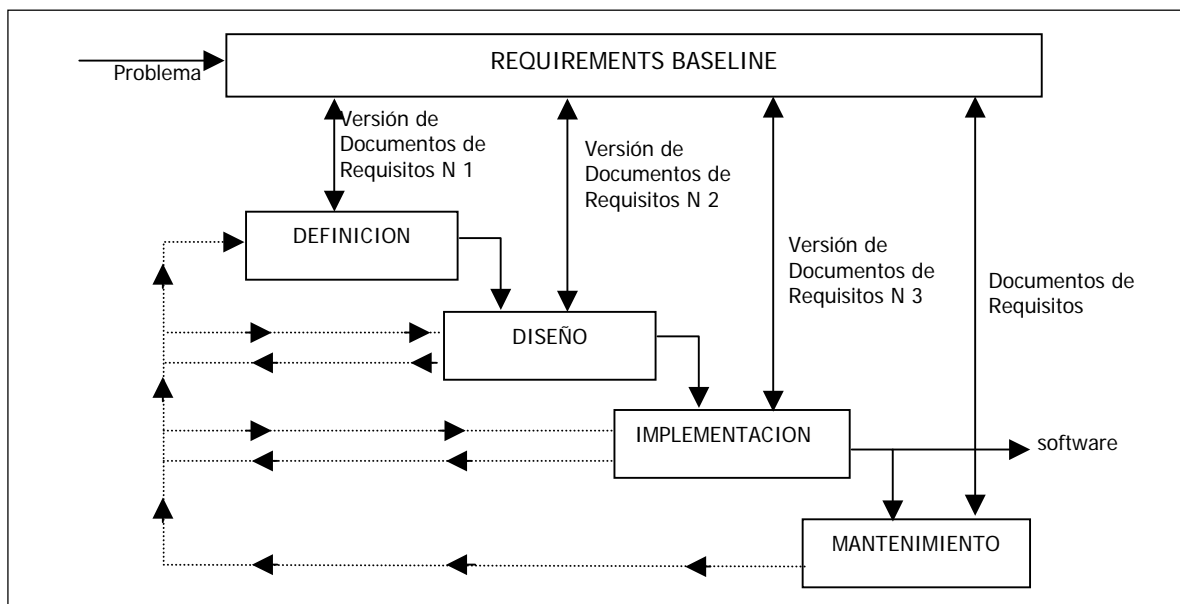 REQUIREMENTS BASELINE
Problema
Versión de
Documentos de
Requisitos N 1
Versión de
Documentos de
Requisitos N 2
Versión de
Documentos de
Requisitos N 3
Documentos de
Requisitos
DEFINICION
DISEÑO
IMPLEMENTACION
software
MANTENIMIENTO